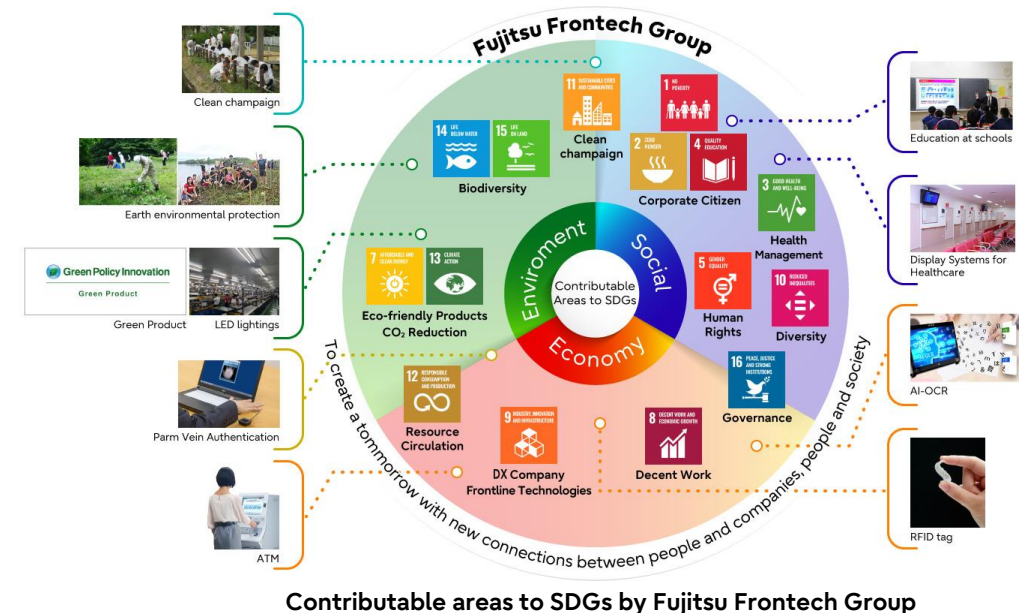 Fujitsu Frontech Group
Clean champaign
Earth environmental protection
Green Policy Innovation
Green Product
Green Product
LED lightings
Parm Vein Authentication
ATM
11 SUSTAINABLE CITIES
AND COMMUNITIES
Clean
champaign
1 NO
POVERTY
14 LIFE
BELOW WATER
15 LIFE
ON LAND
Biodiversity
2 ZERO
HUNGER
4 QUALITY
EDUCATION
Corporate Citizen
3 GOOD HEALTH
AND WELL-BEING
Health
Management
7 AFFORDABLE AND
CLEAN ENERGY
13 CLIMATE
ACTION
Eco-friendly Products
CO₂ Reduction
5 GENDER
EQUALITY
Human
Rights
10 REDUCED
INEQUALITIES
Diversity
Enviroment
Social
Economy
Contributable
Areas to SDGs
12 RESPONSIBLE
CONSUMPTION
AND PRODUCTION
Resource
Circulation
9 INDUSTRY, INNOVATION
AND INFRASTRUCTURE
DX Company
Frontline Technologies
8 DECENT WORK AND
ECONOMIC GROWTH
Decent Work
16 PEACE, JUSTICE
AND STRONG
INSTITUTIONS
Governance
To create a tommorrow with new connections between people and companies, people and society
Education at schools
Display Systems for
Healthcare
AI-OCR
RFID tag
Contributable areas to SDGs by Fujitsu Frontech Group